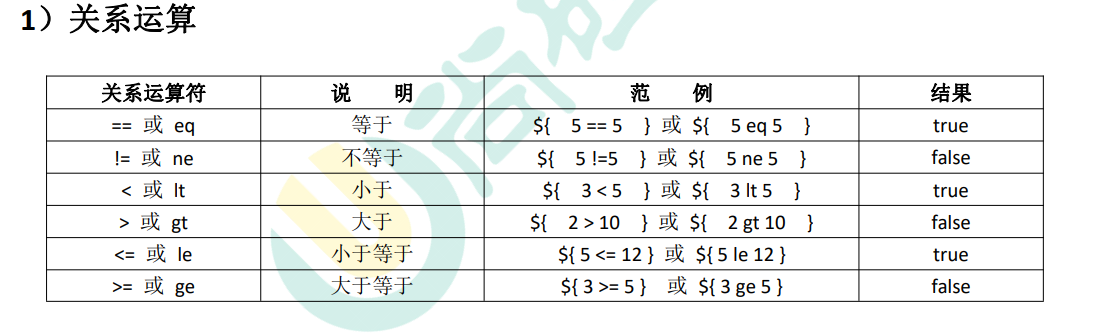 1）关系运算
关系运算符 说 明 范 例 结果
== 或 eq 等于 ${ 5 == 5 } 或 ${ 5 eq 5 } true
!= 或 ne 不等于 ${ 5 !=5 } 或 ${ 5 ne 5 } false
< 或 lt 小于 ${ 3 < 5 } 或 ${ 3 lt 5 } true
> 或 gt 大于 ${ 2 > 10 } 或 ${ 2 gt 10 } false
<= 或 le 小于等于 ${ 5 <= 12 } 或 ${ 5 le 12 } true
>= 或 ge 大于等于 ${ 3 >= 5 } 或 ${ 3 ge 5 } false
尚